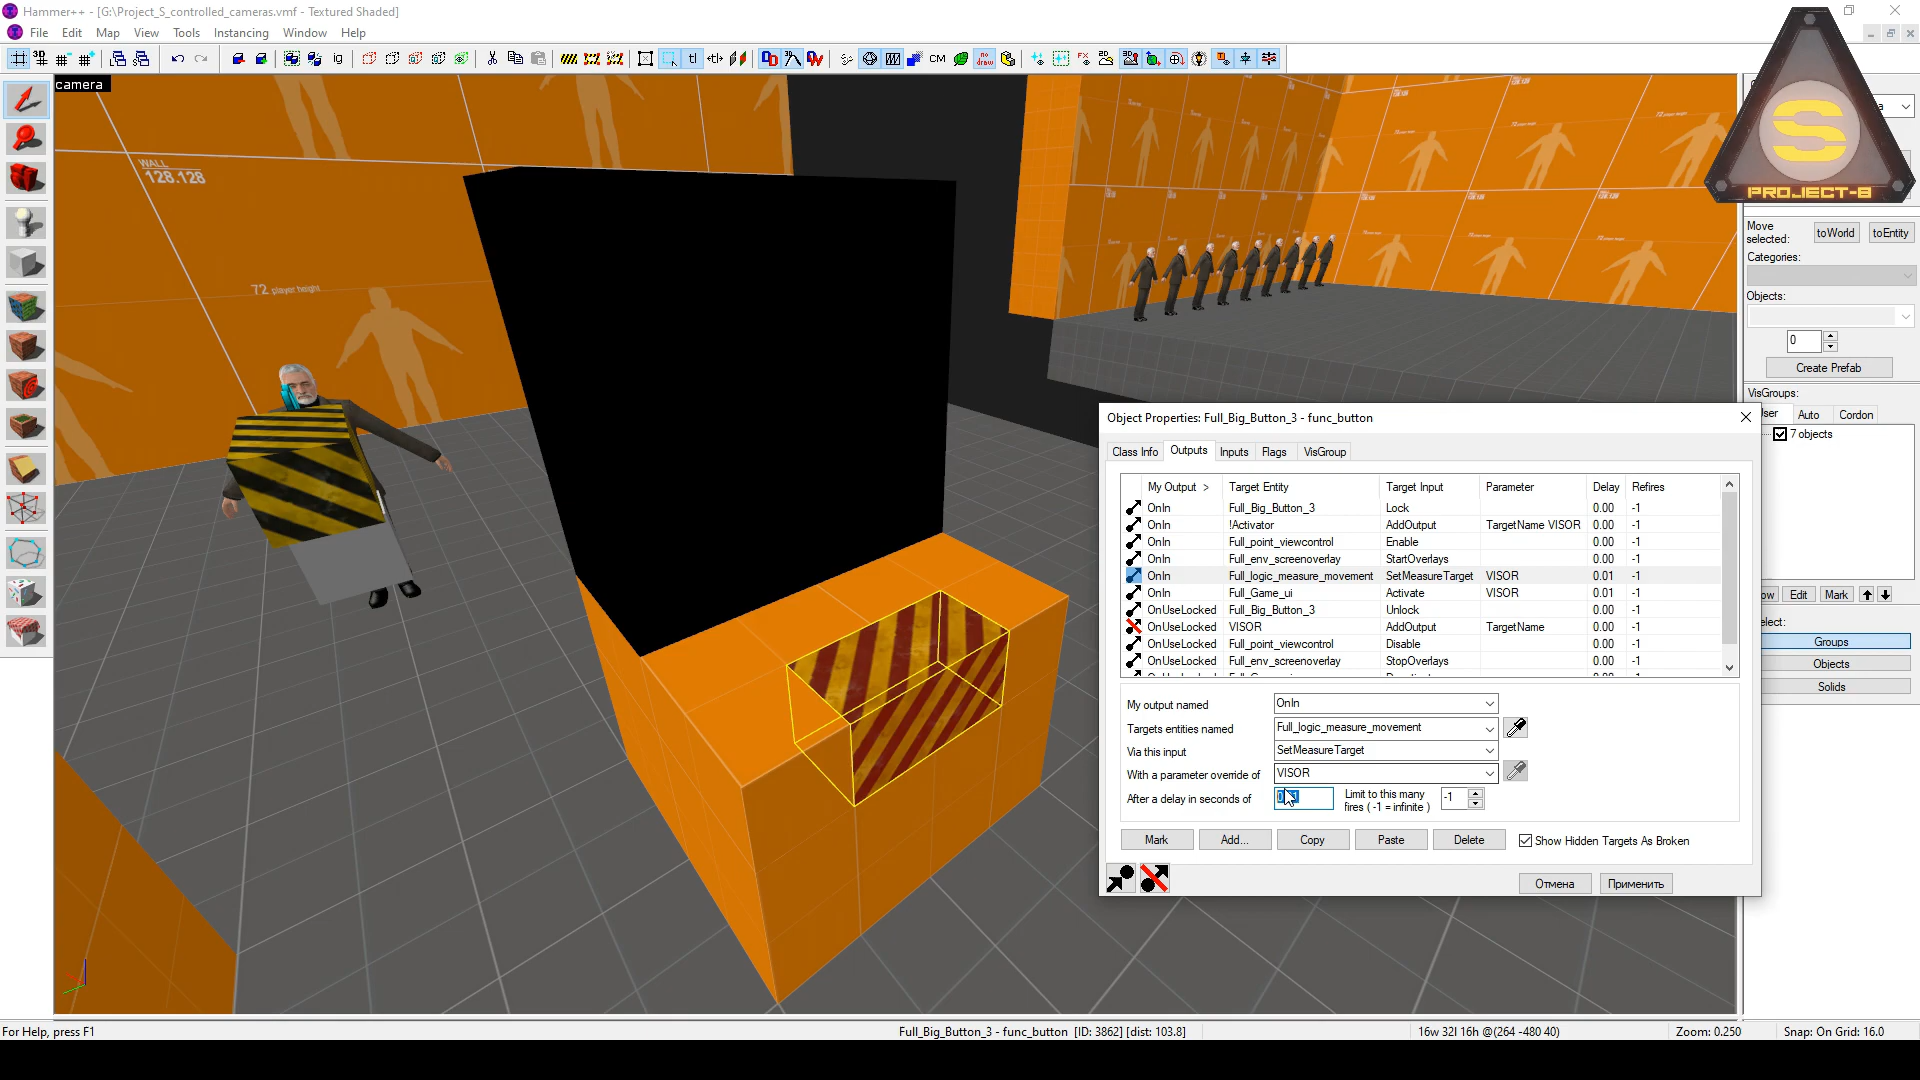 Hammer++ - [G:\Project_S_controlled_cameras.vmf - Textured Shaded]
File Edit Map View Tools Instancing Window Help
3D
ig
tl
CM
camera
WALL
128.128
72 player height
S
PROJECT-S
Move selected:
toWorld
toEntity
Categories:
Objects:
0
Create Prefab
VisGroups:
Auto
Cordon
7 objects
Edit
Mark
Groups
Objects
Solids
Object Properties: Full_Big_Button_3 - func_button
Class Info Outputs Inputs Flags VisGroup
My Output > Target Entity Target Input Parameter Delay Refires
OnIn Full_Big_Button_3 Lock 0.00 -1
OnIn !Activator AddOutput TargetName VISOR 0.00 -1
OnIn Full_point_viewcontrol Enable 0.00 -1
OnIn Full_env_screenoverlay StartOverlays 0.00 -1
OnIn Full_logic_measure_movement SetMeasureTarget VISOR 0.01 -1
OnIn Full_Game_ui Activate VISOR 0.01 -1
OnUseLocked Full_Big_Button_3 Unlock 0.00 -1
OnUseLocked VISOR AddOutput TargetName 0.00 -1
OnUseLocked Full_point_viewcontrol Disable 0.00 -1
OnUseLocked Full_env_screenoverlay StopOverlays 0.00 -1
My output named OnIn
Targets entities named Full_logic_measure_movement
Via this input SetMeasureTarget
With a parameter override of VISOR
After a delay in seconds of
Limit to this many
fires ( -1 = infinite )
-1
Mark Add... Copy Paste Delete Show Hidden Targets As Broken
Отмена Применить
For Help, press F1
Full_Big_Button_3 - func_button [ID: 3862] [dist: 103.8]
16w 32l 16h @(264 -480 40)
Zoom: 0.250
Snap: On Grid: 16.0